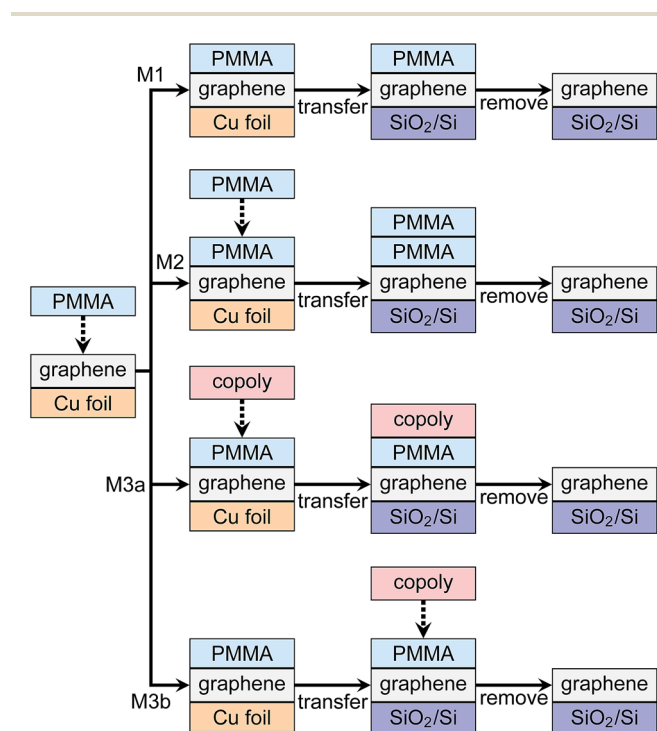 M1
PMMA
graphene
Cu foil
transfer
PMMA
graphene
SiO₂/Si
remove
graphene
SiO₂/Si
PMMA
graphene
Cu foil
M2
PMMA
PMMA
graphene
Cu foil
transfer
PMMA
PMMA
graphene
SiO₂/Si
remove
graphene
SiO₂/Si
M3a
copoly
PMMA
graphene
Cu foil
transfer
copoly
PMMA
graphene
SiO₂/Si
remove
graphene
SiO₂/Si
M3b
PMMA
graphene
Cu foil
transfer
copoly
PMMA
graphene
SiO₂/Si
remove
graphene
SiO₂/Si